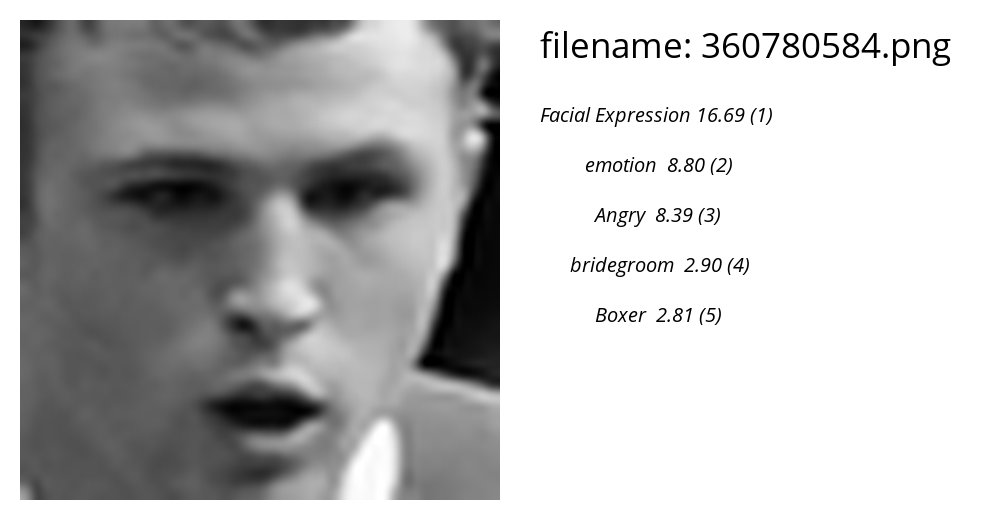 filename: 360780584.png
Facial Expression 16.69 (1)
emotion 8.80 (2)
Angry 8.39 (3)
bridegroom 2.90 (4)
Boxer 2.81 (5)